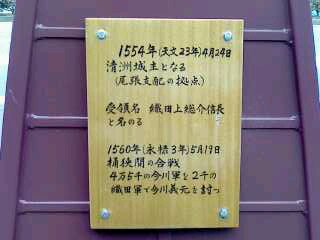 1554年(天文23年)4月24日
清洲城主となる
(尾張支配の拠点)
受領名 織田上総介信長
と名のる
1560年(永禄3年)5月19日
桶狭間の合戦
4万5千の今川軍を2千の
織田軍で今川義元を討つ